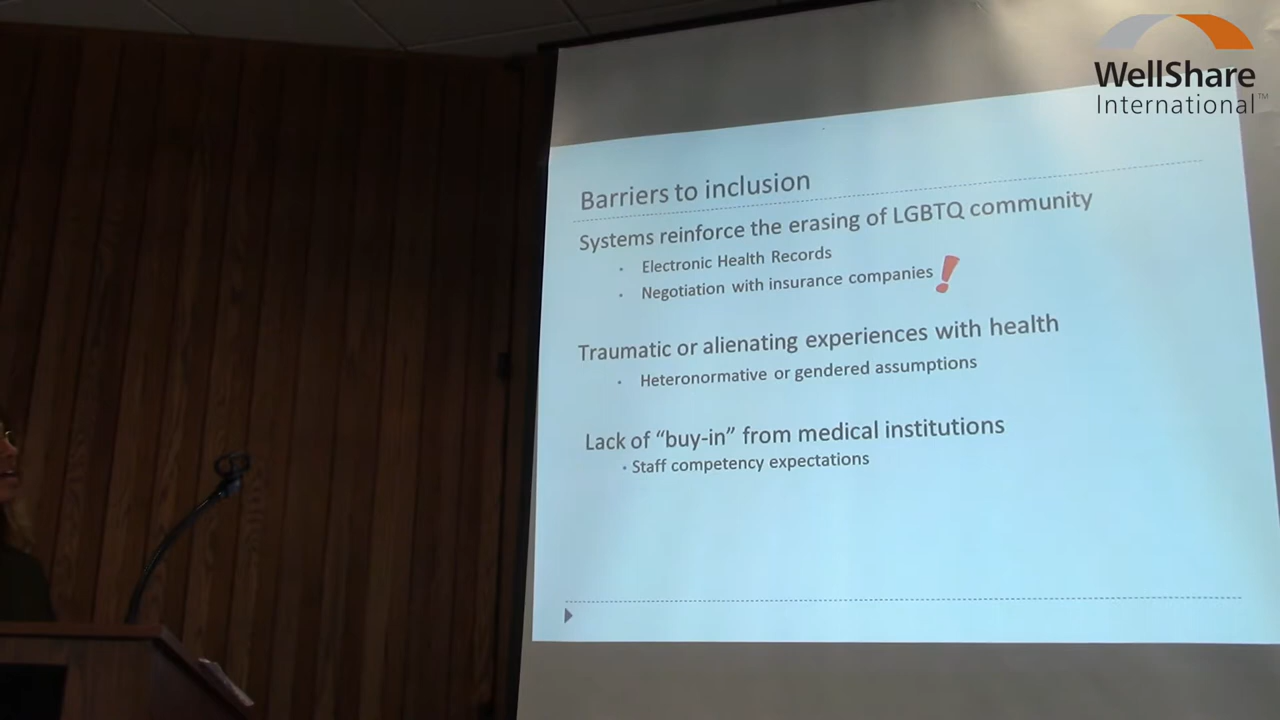 WellShare
International™
Barriers to inclusion
Systems reinforce the erasing of LGBTQ community
• Electronic Health Records
• Negotiation with insurance companies !
Traumatic or alienating experiences with health
• Heteronormative or gendered assumptions
Lack of “buy-in” from medical institutions
• Staff competency expectations